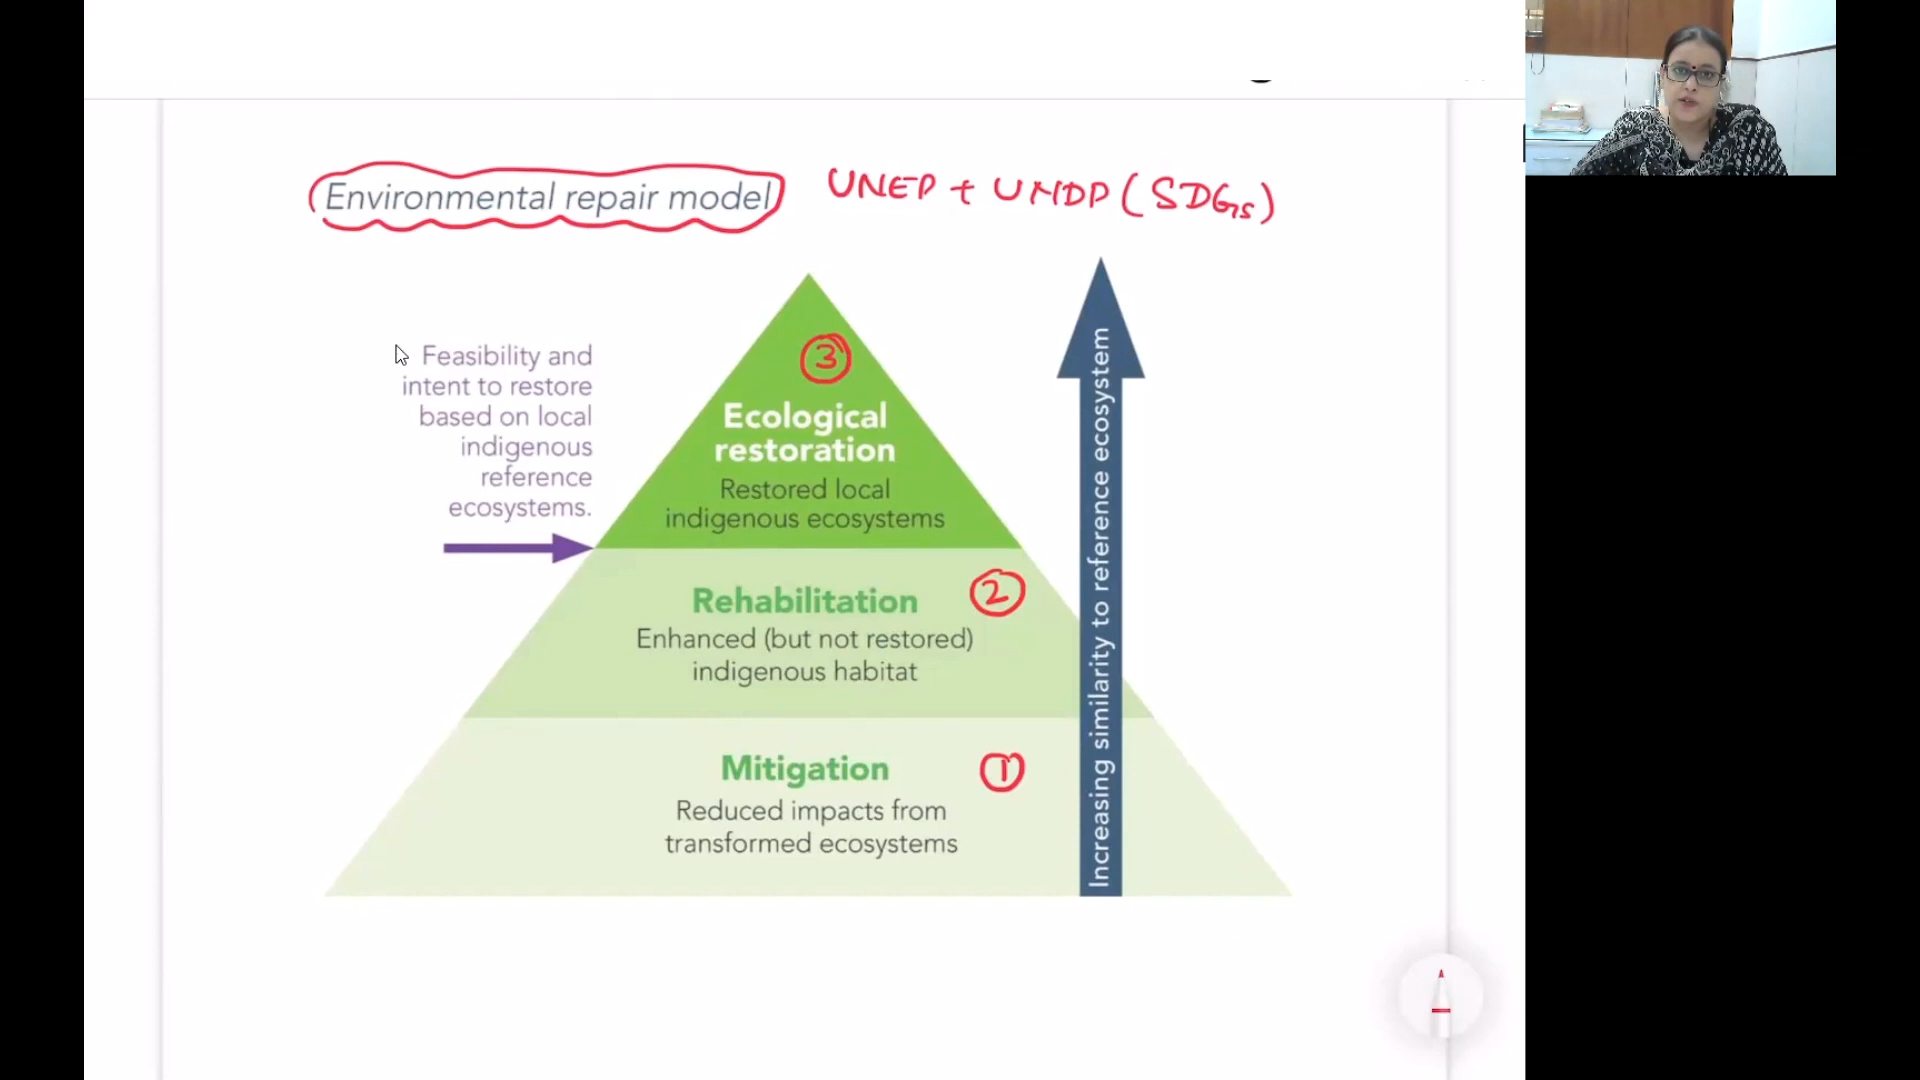 Environmental repair model UNEP + UNDP (SDGs)
Feasibility and
intent to restore
based on local
indigenous
reference
ecosystems.
3
Ecological
restoration
Restored local
indigenous ecosystems
Rehabilitation 2
Enhanced (but not restored)
indigenous habitat
Mitigation 1
Reduced impacts from
transformed ecosystems
Increasing similarity to reference ecosystem